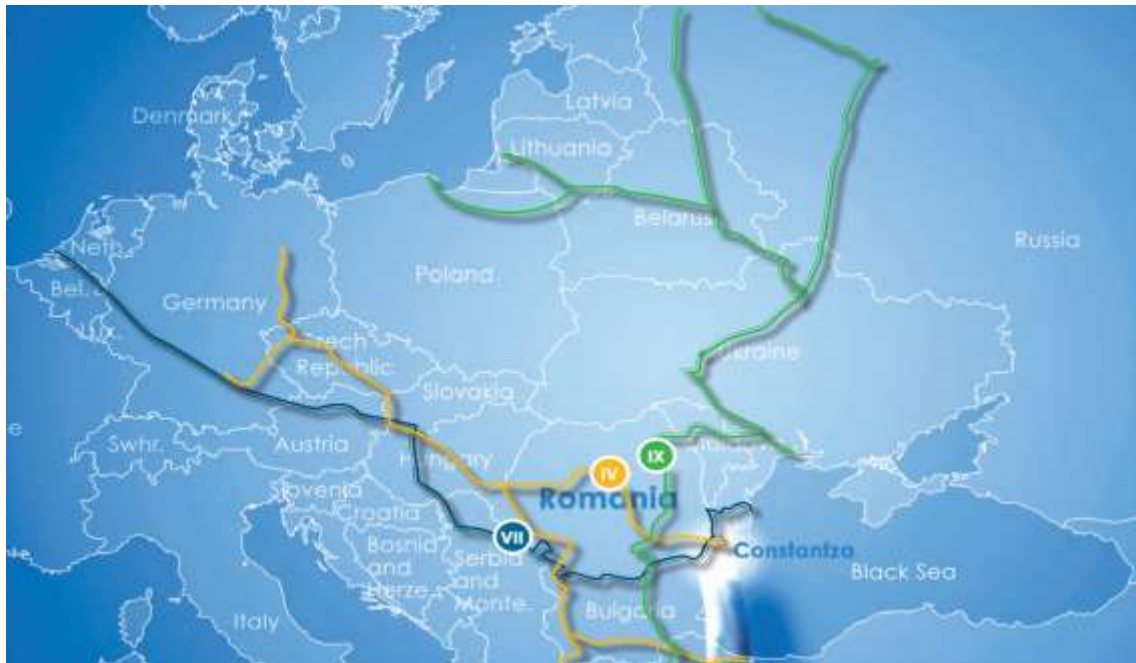 Latvia
Denmark
Lithuania
Belarus
Russia
Neth.
Poland
Germany
Ukraine
Czech
Republic
Slovakia
Swhr.
Austria
Hungary
IX
IV
Romania
Slovenia
Croatia
VII
Bosnia
and
Herze.
Serbia
and
Monte.
Constantza
Black Sea
Bulgaria
Italy